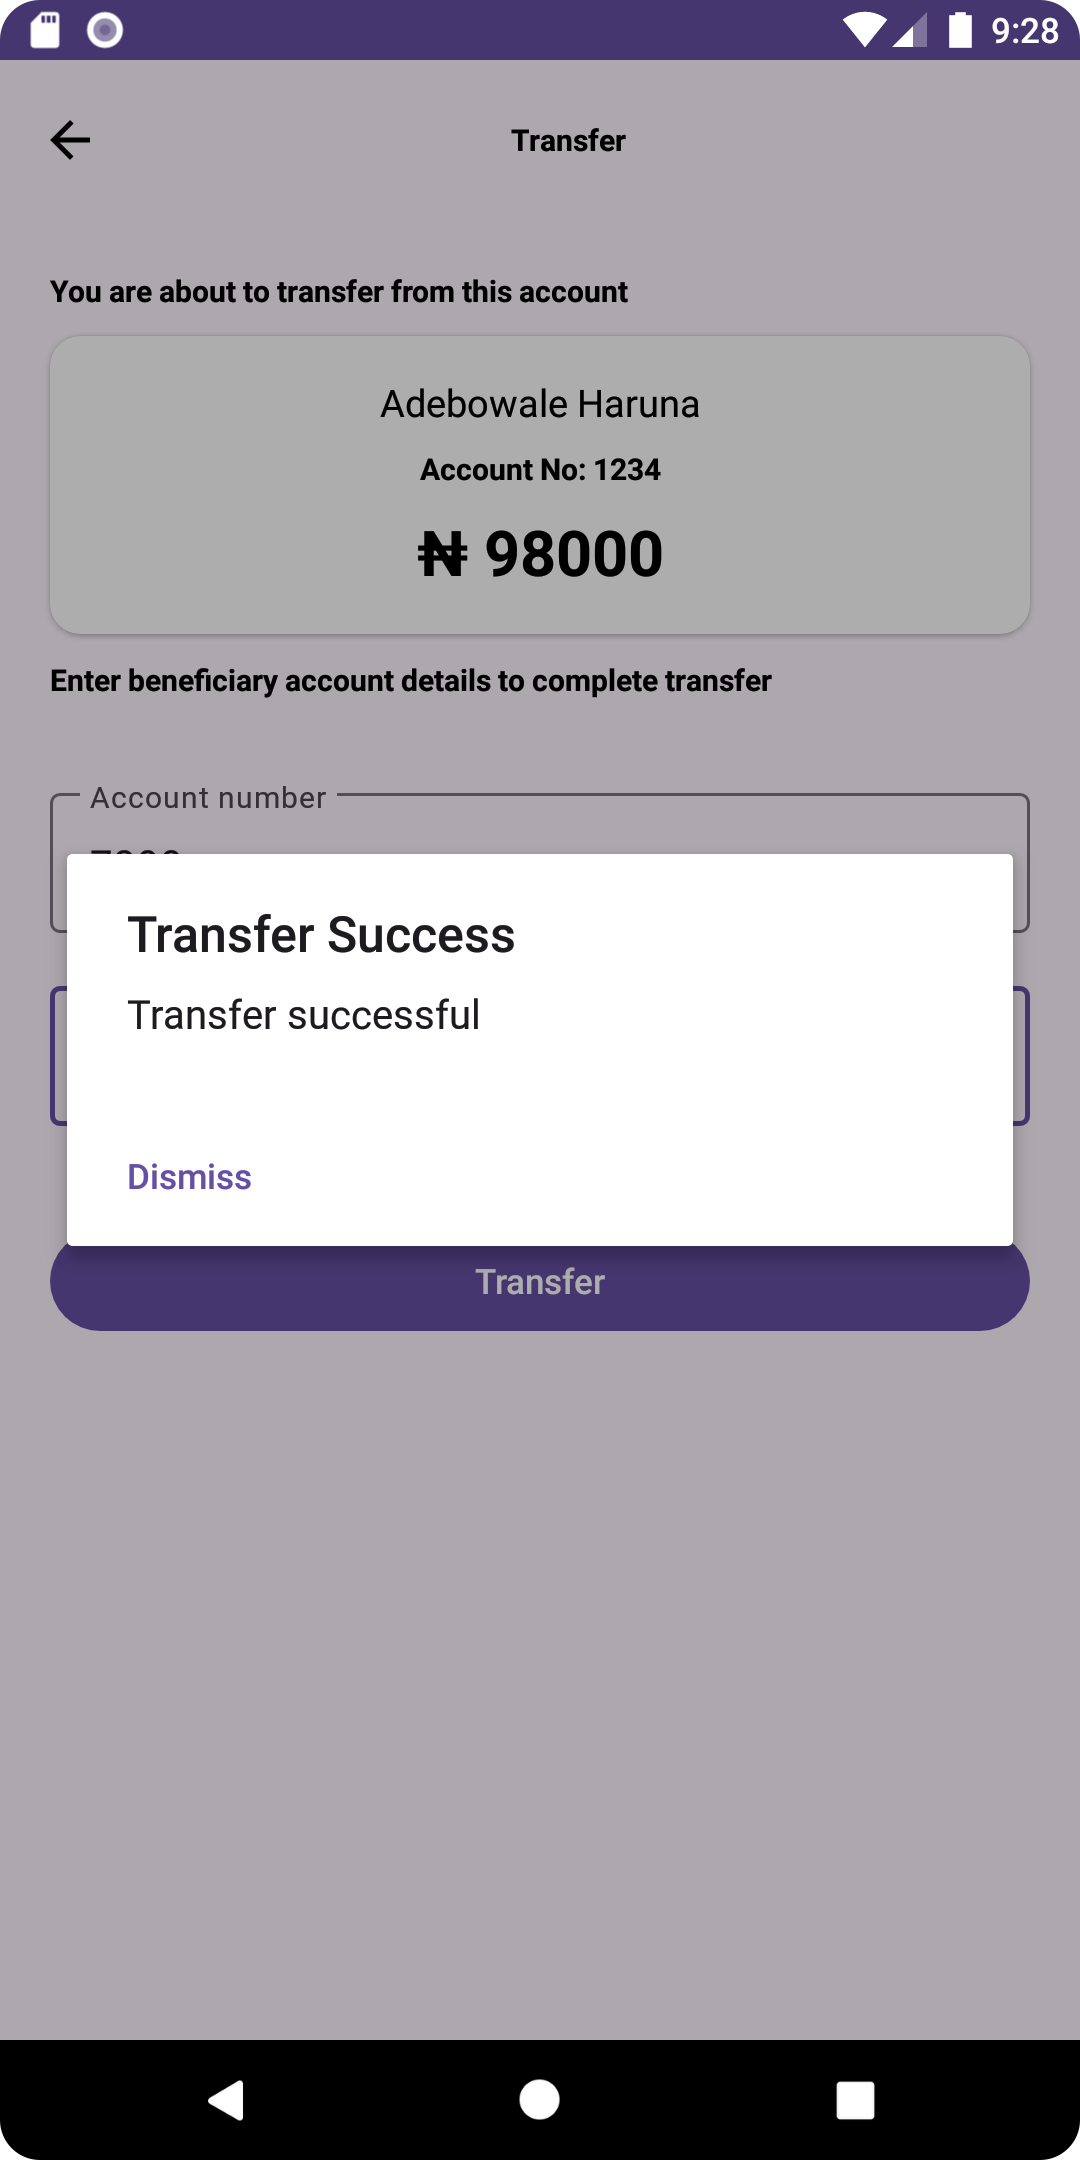 9:28
Transfer
You are about to transfer from this account
Adebowale Haruna
Account No: 1234
₦ 98000
Enter beneficiary account details to complete transfer
Account number
Transfer Success
Transfer successful
Dismiss
Transfer